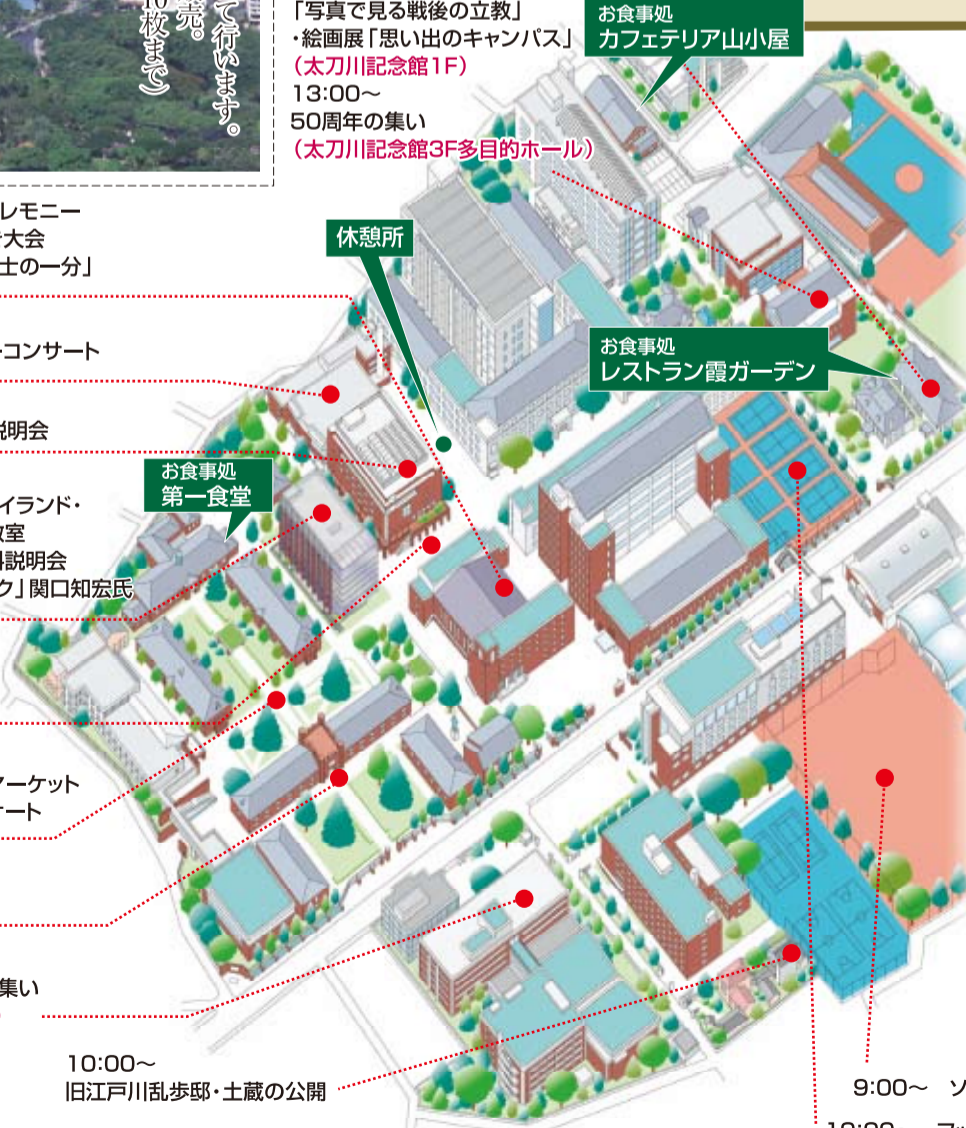 て行います。
売。
10枚まで）
「写真で見る戦後の立教」
・絵画展「思い出のキャンパス」
（太刀川記念館1F）
13:00～
50周年の集い
（太刀川記念館3F多目的ホール）
お食事処
カフェテリア山小屋
レモニー
大会
士の一分」
休憩所
コンサート
お食事処
レストラン霞ガーデン
説明会
お食事処
第一食堂
イランド・
教室
説明会
ク」関口知宏氏
マーケット
ケート
集い
10:00～
旧江戸川乱歩邸・土蔵の公開
9:00～　ソ
10:00～